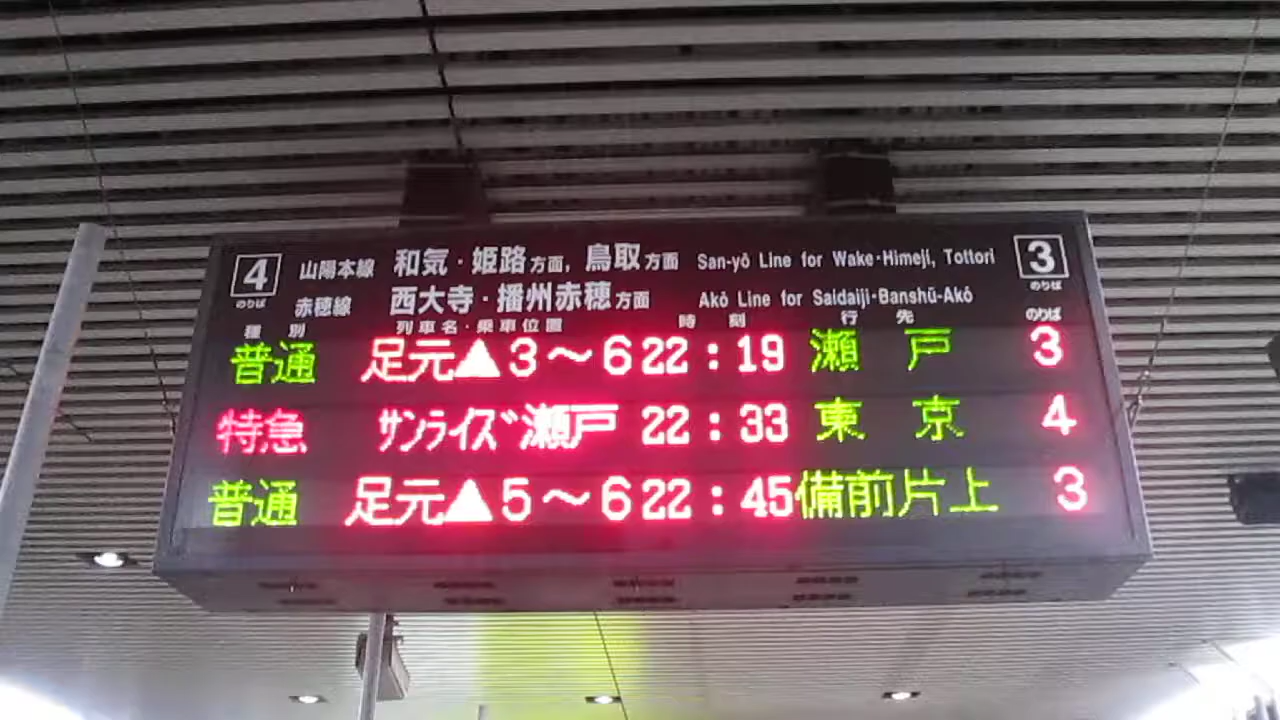 4 のりば 山陽本線 和気・姫路方面, 鳥取方面 San-yō Line for Wake・Himeji, Tottori 3 のりば
赤穂線 西大寺・播州赤穂方面 Akō Line for Saidaiji・Banshū-Akō
種別 列車名・乗車位置 時刻 行先 のりば
普通 足元▲3〜6 22:19 瀬戸 3
特急 サンライズ瀬戸 22:33 東京 4
普通 足元▲5〜6 22:45 備前片上 3